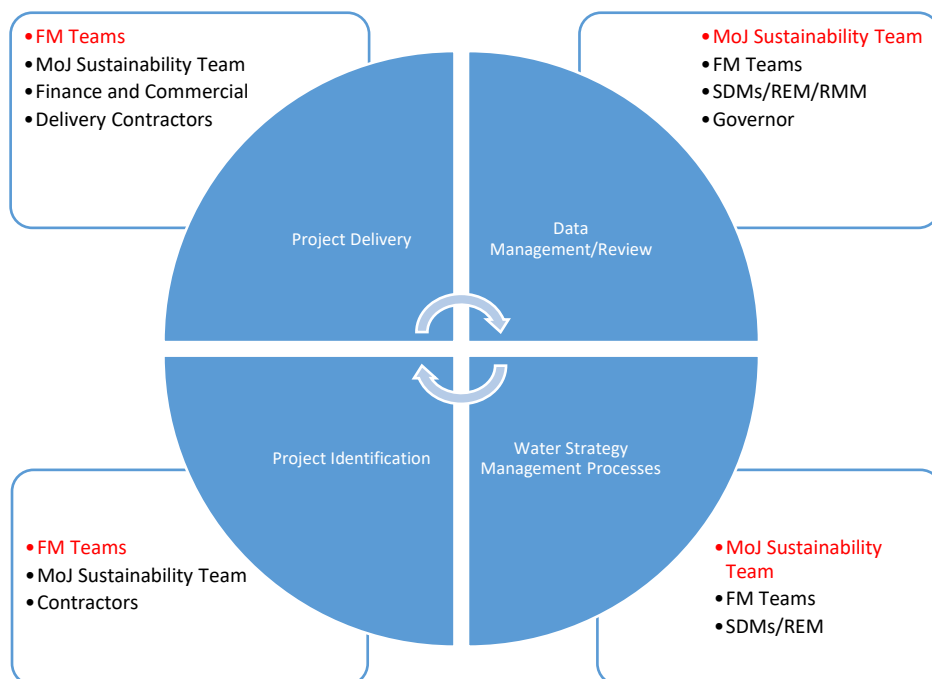 •FM Teams
•MoJ Sustainability Team
•Finance and Commercial
•Delivery Contractors
•MoJ Sustainability Team
•FM Teams
•SDMs/REM/RMM
•Governor
Project Delivery
Data
Management/Review
Project Identification
Water Strategy
Management Processes
•FM Teams
•MoJ Sustainability Team
•Contractors
•MoJ Sustainability
Team
•FM Teams
•SDMs/REM